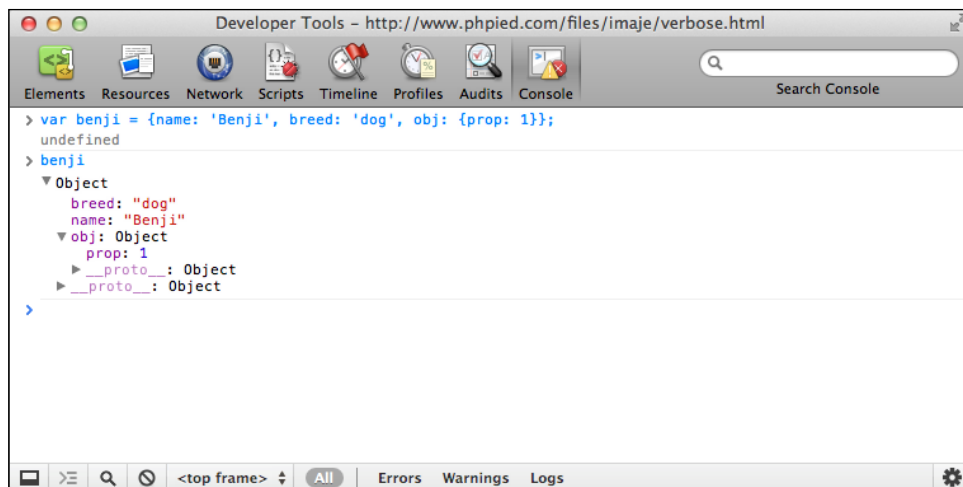 Developer Tools – http://www.phpied.com/files/imaje/verbose.html
Elements Resources Network Scripts Timeline Profiles Audits Console
Search Console
> var benji = {name: 'Benji', breed: 'dog', obj: {prop: 1}};
undefined
> benji
▼Object
breed: "dog"
name: "Benji"
▼obj: Object
prop: 1
▶__proto__: Object
▶__proto__: Object
>
<top frame> All Errors Warnings Logs